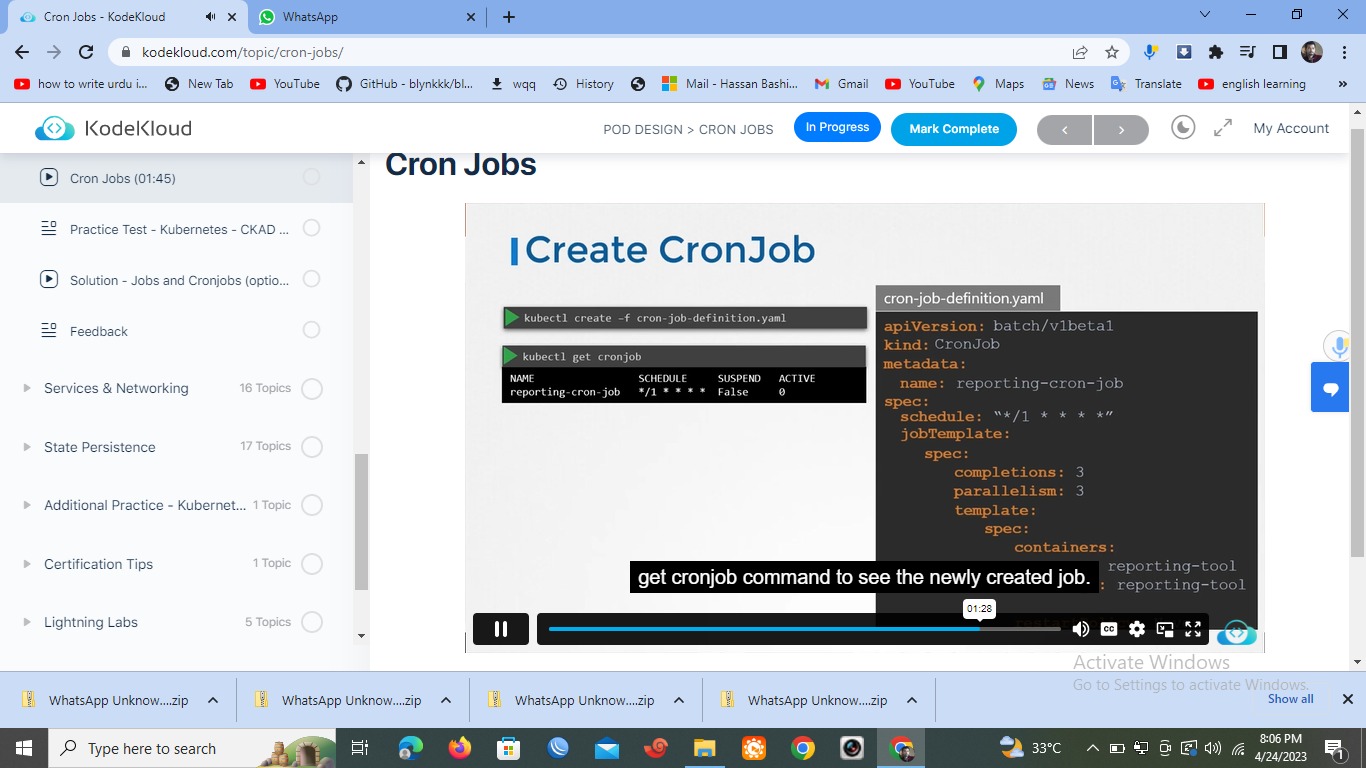 Cron Jobs - KodeKloud
WhatsApp
kodekloud.com/topic/cron-jobs/
how to write urdu i... New Tab YouTube GitHub - blynkkk/bl... wqq History Mail - Hassan Bashi... Gmail YouTube Maps News Translate english learning »
KodeKloud
POD DESIGN > CRON JOBS
In Progress
Mark Complete
< >
My Account
Cron Jobs (01:45)
Practice Test - Kubernetes - CKAD ...
Solution - Jobs and Cronjobs (optio...
Feedback
Services & Networking 16 Topics
State Persistence 17 Topics
Additional Practice - Kubernet... 1 Topic
Certification Tips 1 Topic
Lightning Labs 5 Topics
Cron Jobs
Create CronJob
kubectl create -f cron-job-definition.yaml
kubectl get cronjob
NAME SCHEDULE SUSPEND ACTIVE
reporting-cron-job */1 * * * * False 0
cron-job-definition.yaml
apiVersion: batch/v1beta1
kind: CronJob
metadata:
name: reporting-cron-job
spec:
schedule: “*/1 * * * *”
jobTemplate:
spec:
completions: 3
parallelism: 3
template:
spec:
containers:
reporting-tool
: reporting-tool
get cronjob command to see the newly created job.
01:28
CC
Activate Windows
Go to Settings to activate Windows.
WhatsApp Unknow....zip WhatsApp Unknow....zip WhatsApp Unknow....zip WhatsApp Unknow....zip Show all
Type here to search
33°C
8:06 PM
4/24/2023
1